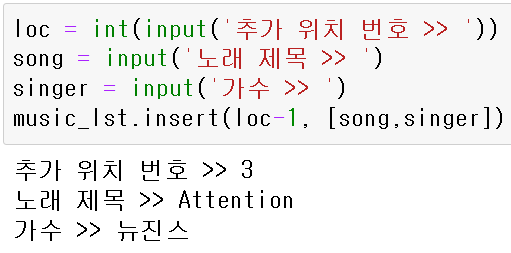 loc = int(input('추가 위치 번호 >> '))
song = input('노래 제목 >> ')
singer = input('가수 >> ')
music_lst.insert(loc-1, [song,singer])
추가 위치 번호 >> 3
노래 제목 >> Attention
가수 >> 뉴진스